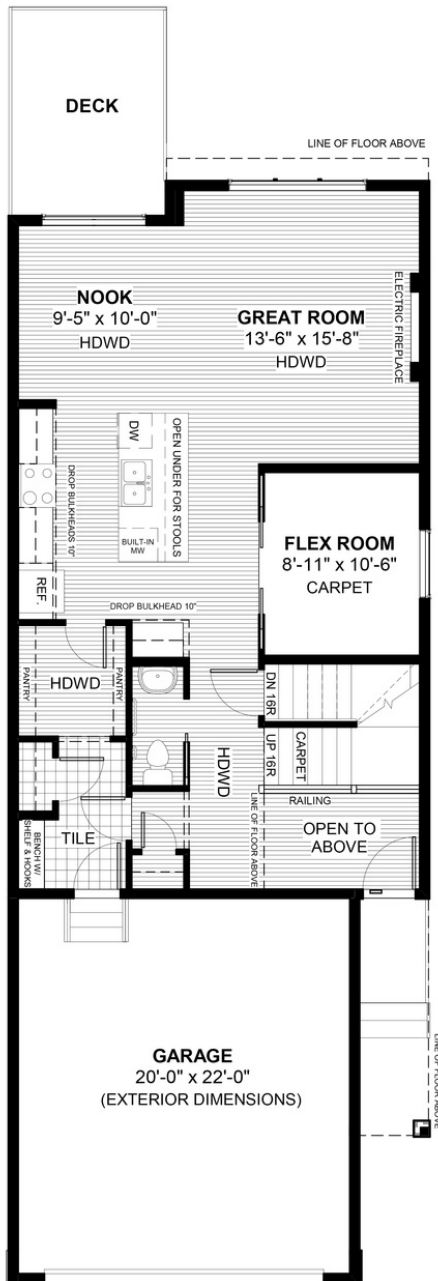 DECK
LINE OF FLOOR ABOVE
NOOK
9'-5" x 10'-0"
HDWD
GREAT ROOM
13'-6" x 15'-8"
HDWD
ELECTRIC FIREPLACE
DW
OPEN UNDER FOR STOOLS
BUILT-IN
MW
DROP BULKHEADS 10"
REF.
FLEX ROOM
8'-11" x 10'-6"
CARPET
DROP BULKHEAD 10"
PANTRY
HDWD
PANTRY
DN 16R
UP 16R
CARPET
HDWD
RAILING
LINE OF FLOOR ABOVE
OPEN TO
ABOVE
TILE
BENCH W/
SHELF & HOOKS
GARAGE
20'-0" x 22'-0"
(EXTERIOR DIMENSIONS)
LINE OF FLOOR ABOVE